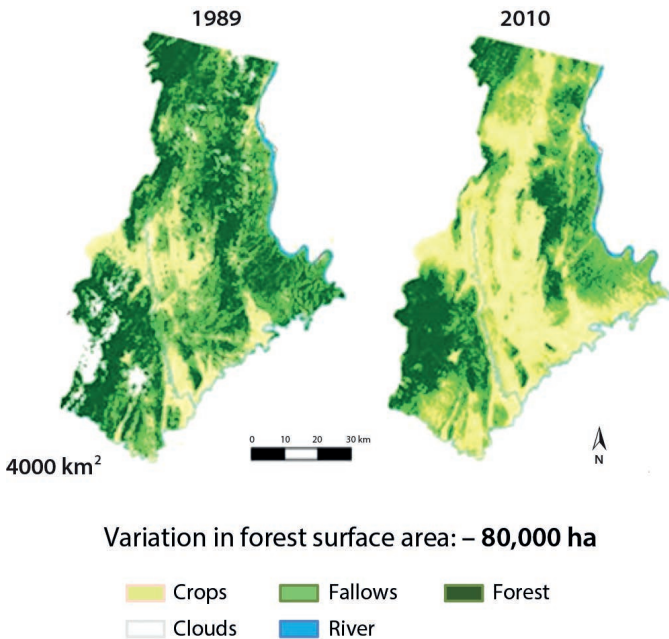 1989 2010
0 10 20 30 km
N
4000 km²
Variation in forest surface area: – 80,000 ha
Crops Fallows Forest
Clouds River